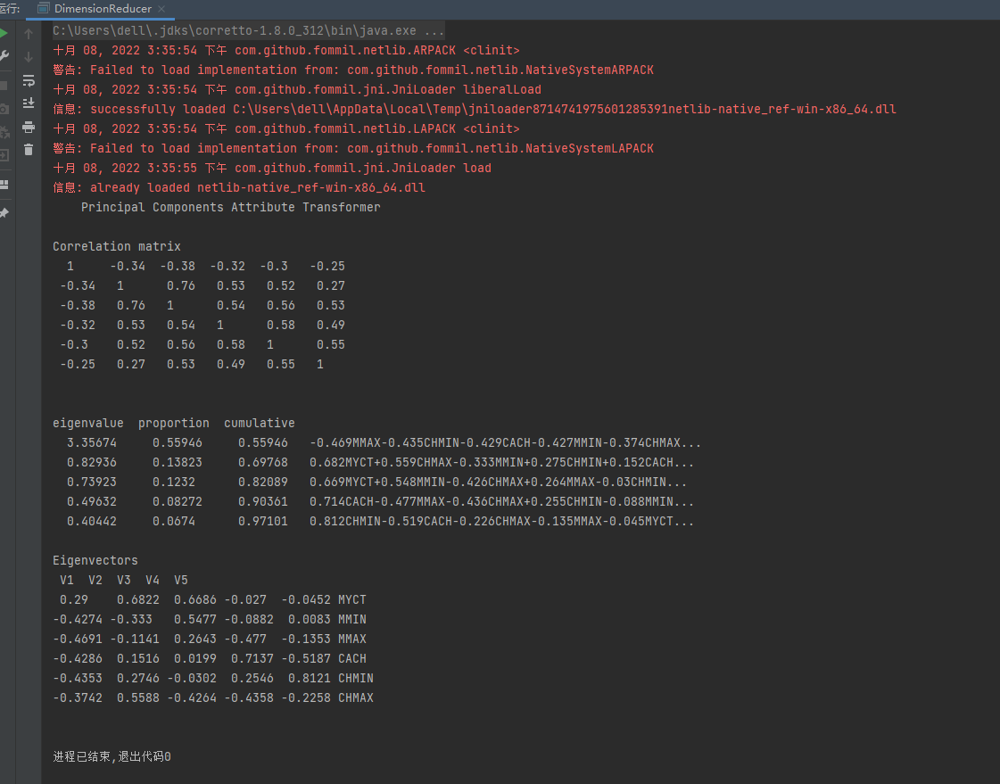 运行: DimensionReducer
C:\Users\dell\.jdks\corretto-1.8.0_312\bin\java.exe ...
十月 08, 2022 3:35:54 下午 com.github.fommil.netlib.ARPACK <clinit>
警告: Failed to load implementation from: com.github.fommil.netlib.NativeSystemARPACK
十月 08, 2022 3:35:54 下午 com.github.fommil.jni.JniLoader liberalLoad
信息: successfully loaded C:\Users\dell\AppData\Local\Temp\jniloader8714741975601285391netlib-native_ref-win-x86_64.dll
十月 08, 2022 3:35:54 下午 com.github.fommil.netlib.LAPACK <clinit>
警告: Failed to load implementation from: com.github.fommil.netlib.NativeSystemLAPACK
十月 08, 2022 3:35:55 下午 com.github.fommil.jni.JniLoader load
信息: already loaded netlib-native_ref-win-x86_64.dll
Principal Components Attribute Transformer
Correlation matrix
1 -0.34 -0.38 -0.32 -0.3 -0.25
-0.34 1 0.76 0.53 0.52 0.27
-0.38 0.76 1 0.54 0.56 0.53
-0.32 0.53 0.54 1 0.58 0.49
-0.3 0.52 0.56 0.58 1 0.55
-0.25 0.27 0.53 0.49 0.55 1
eigenvalue proportion cumulative
3.35674 0.55946 0.55946 -0.469MMAX-0.435CHMIN-0.429CACH-0.427MMIN-0.374CHMAX...
0.82936 0.13823 0.69768 0.682MYCT+0.559CHMAX-0.333MMIN+0.275CHMIN+0.152CACH...
0.73923 0.1232 0.82089 0.669MYCT+0.548MMIN-0.426CHMAX+0.264MMAX-0.03CHMIN...
0.49632 0.08272 0.90361 0.714CACH-0.477MMAX-0.436CHMAX+0.255CHMIN-0.088MMIN...
0.40442 0.0674 0.97101 0.812CHMIN-0.519CACH-0.226CHMAX-0.135MMAX-0.045MYCT...
Eigenvectors
V1 V2 V3 V4 V5
0.29 0.6822 0.6686 -0.027 -0.0452 MYCT
-0.4274 -0.333 0.5477 -0.0882 0.0083 MMIN
-0.4691 -0.1141 0.2643 -0.477 -0.1353 MMAX
-0.4286 0.1516 0.0199 0.7137 -0.5187 CACH
-0.4353 0.2746 -0.0302 0.2546 0.8121 CHMIN
-0.3742 0.5588 -0.4264 -0.4358 -0.2258 CHMAX
进程已结束,退出代码0